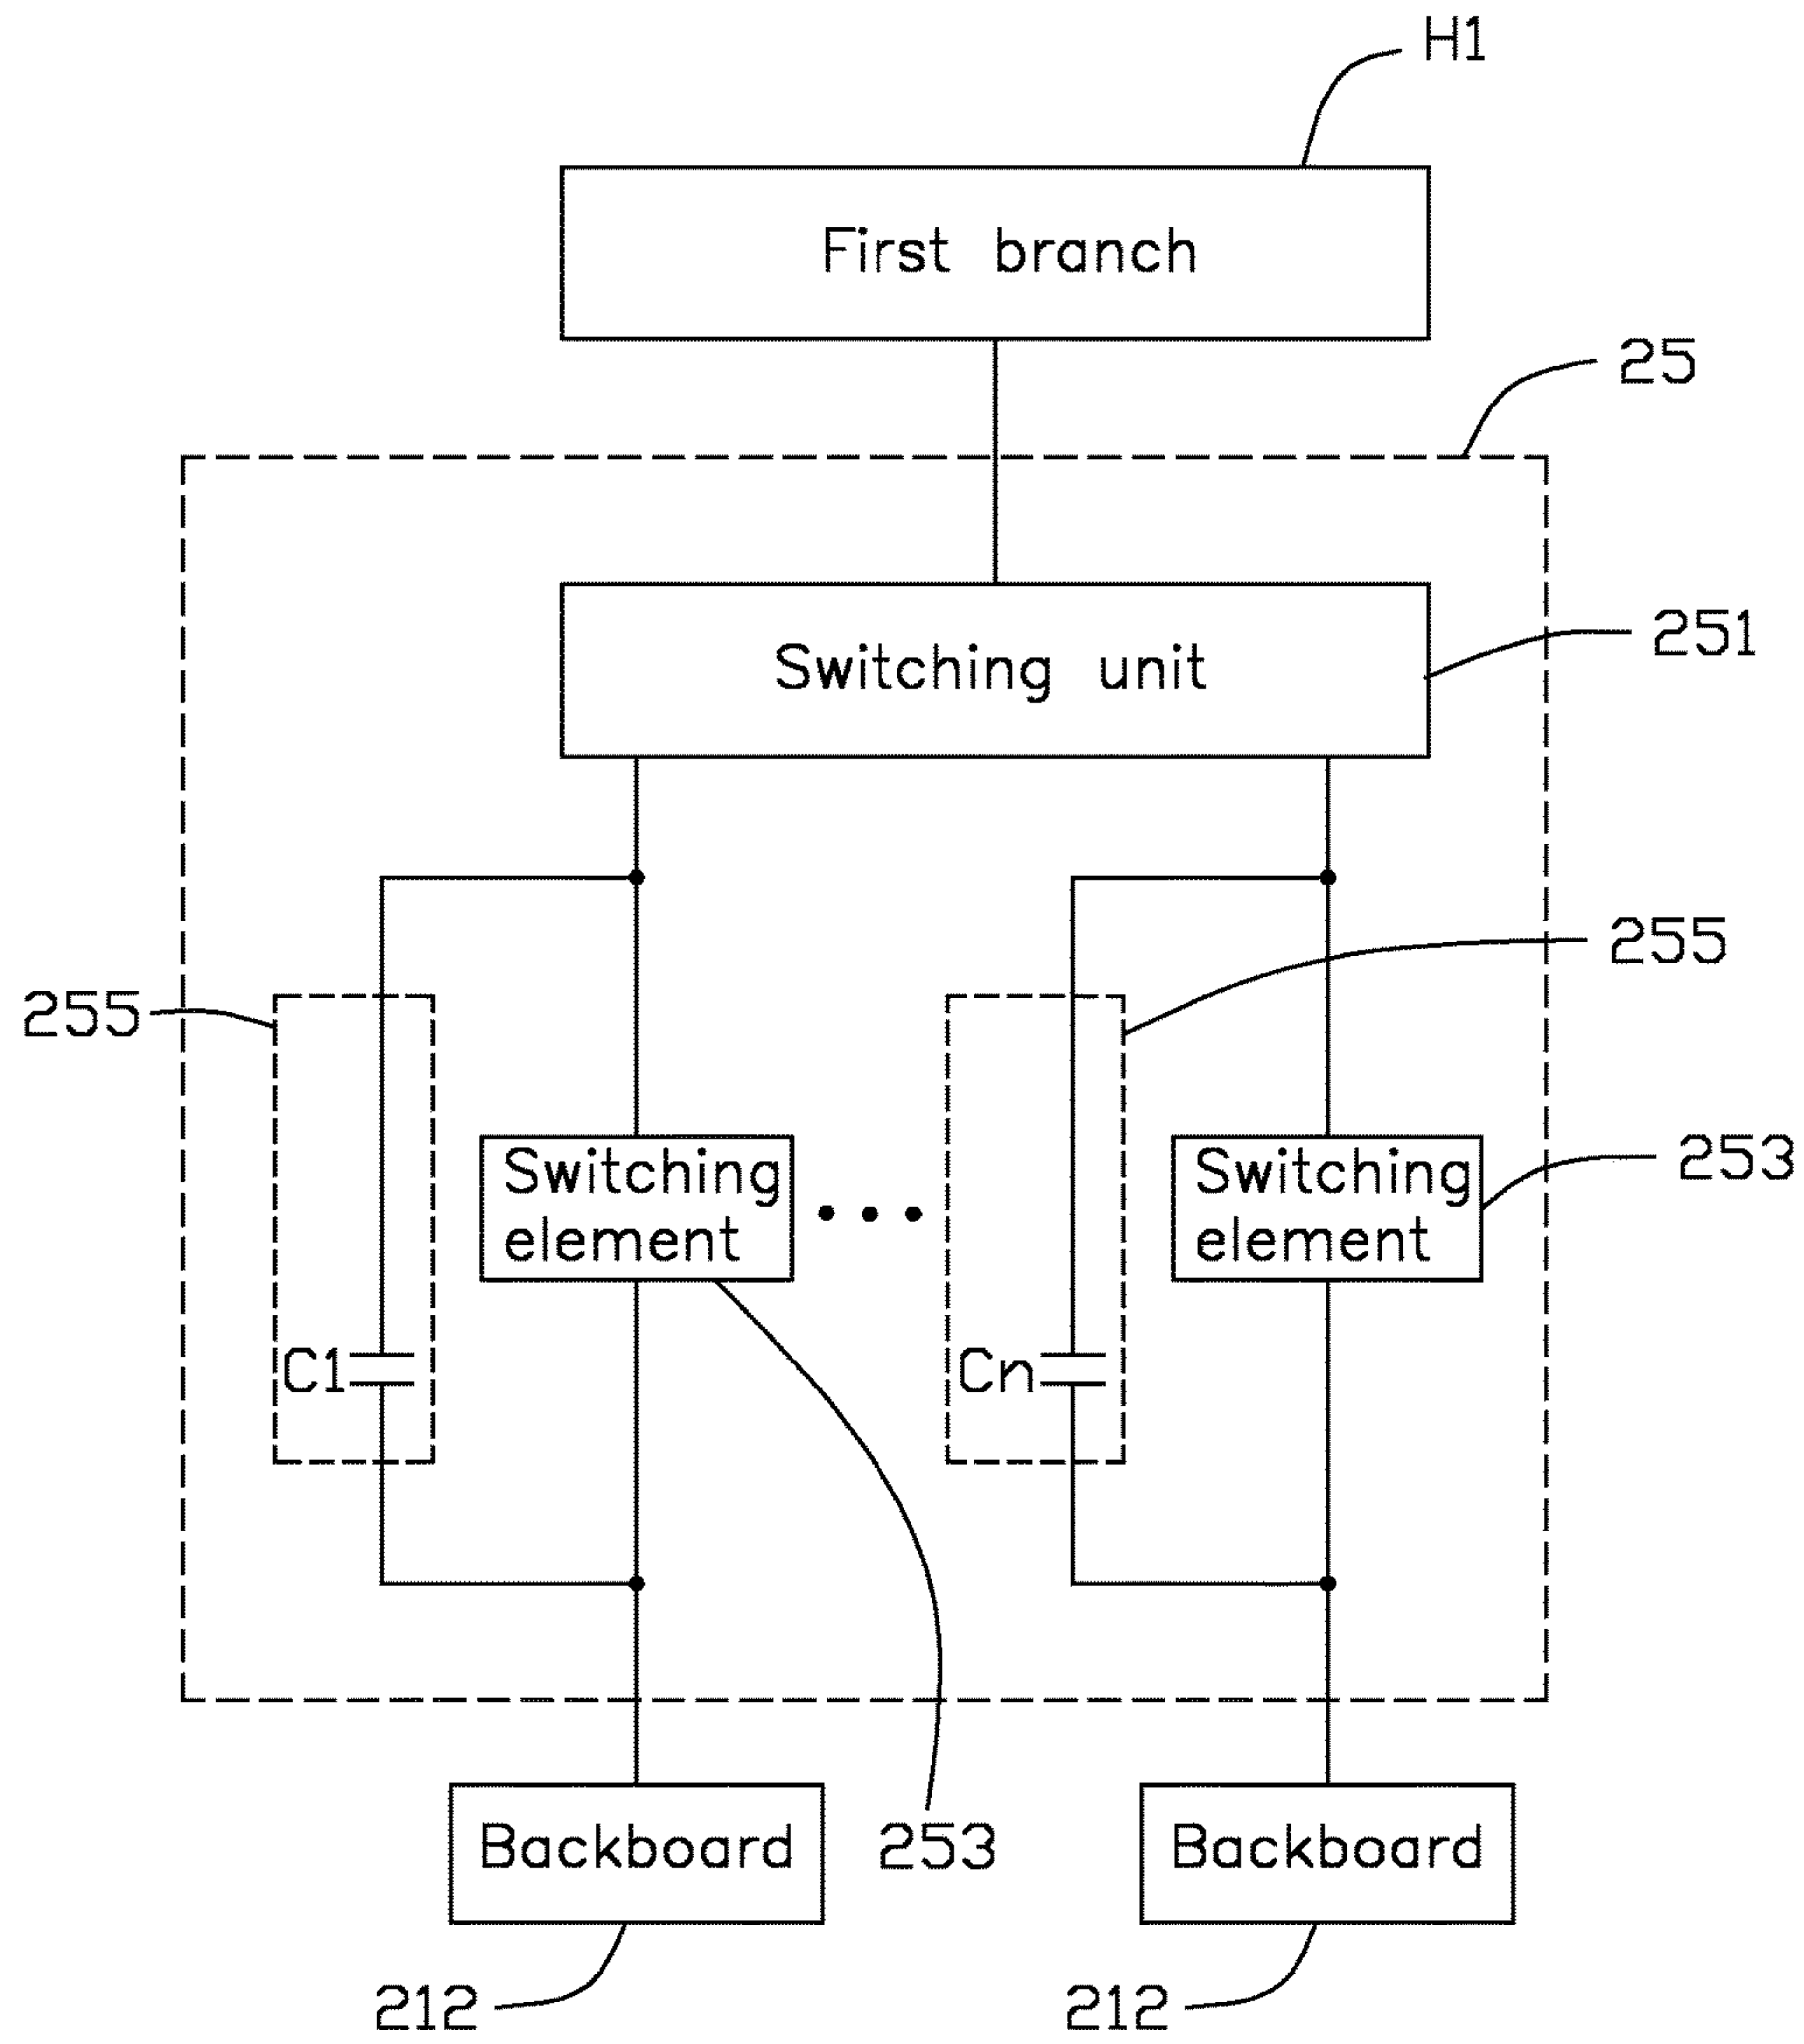 H1
First branch
25
Switching unit
251
255
255
Switching
element
Switching
element
253
C1
Cn
Backboard
253
Backboard
212
212